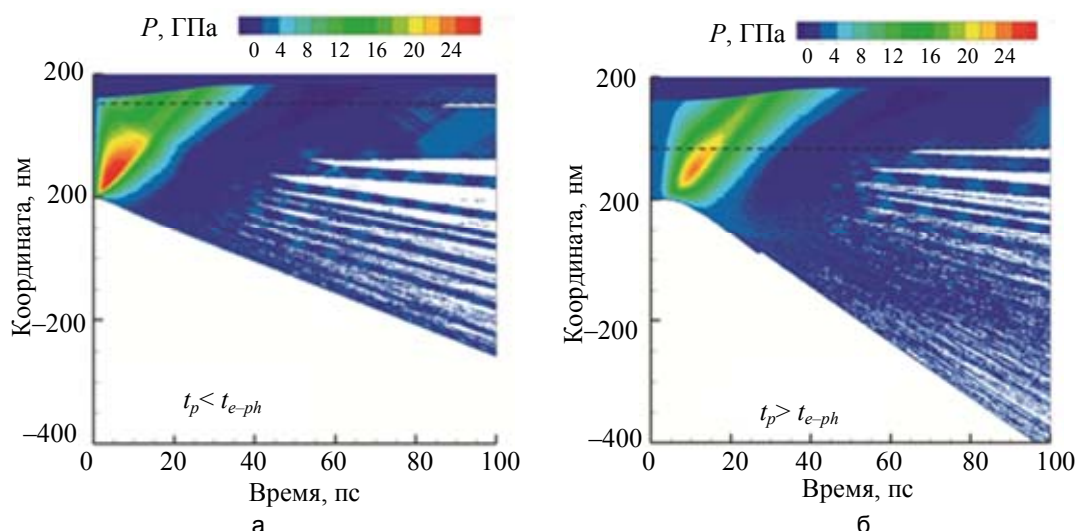 P, ГПа
0 4 8 12 16 20 24
200
200
–200
–400
Координата, нм
t_p< t_{e–ph}
0 20 40 60 80 100
Время, пс
а
P, ГПа
0 4 8 12 16 20 24
200
200
–200
–400
Координата, нм
t_p> t_{e–ph}
0 20 40 60 80 100
Время, пс
б